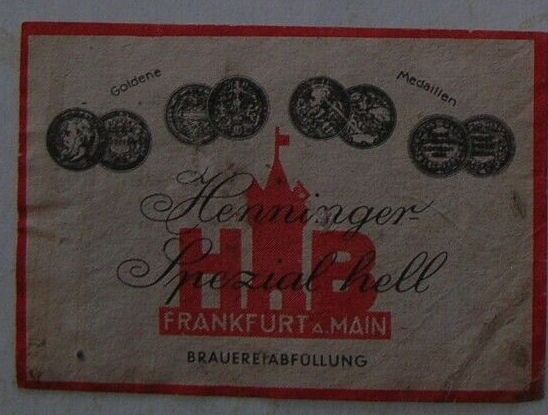 Goldene Medaillen
Henninger-
Spezial hell
HB
FRANKFURT a. MAIN
BRAUEREIABFÜLLUNG